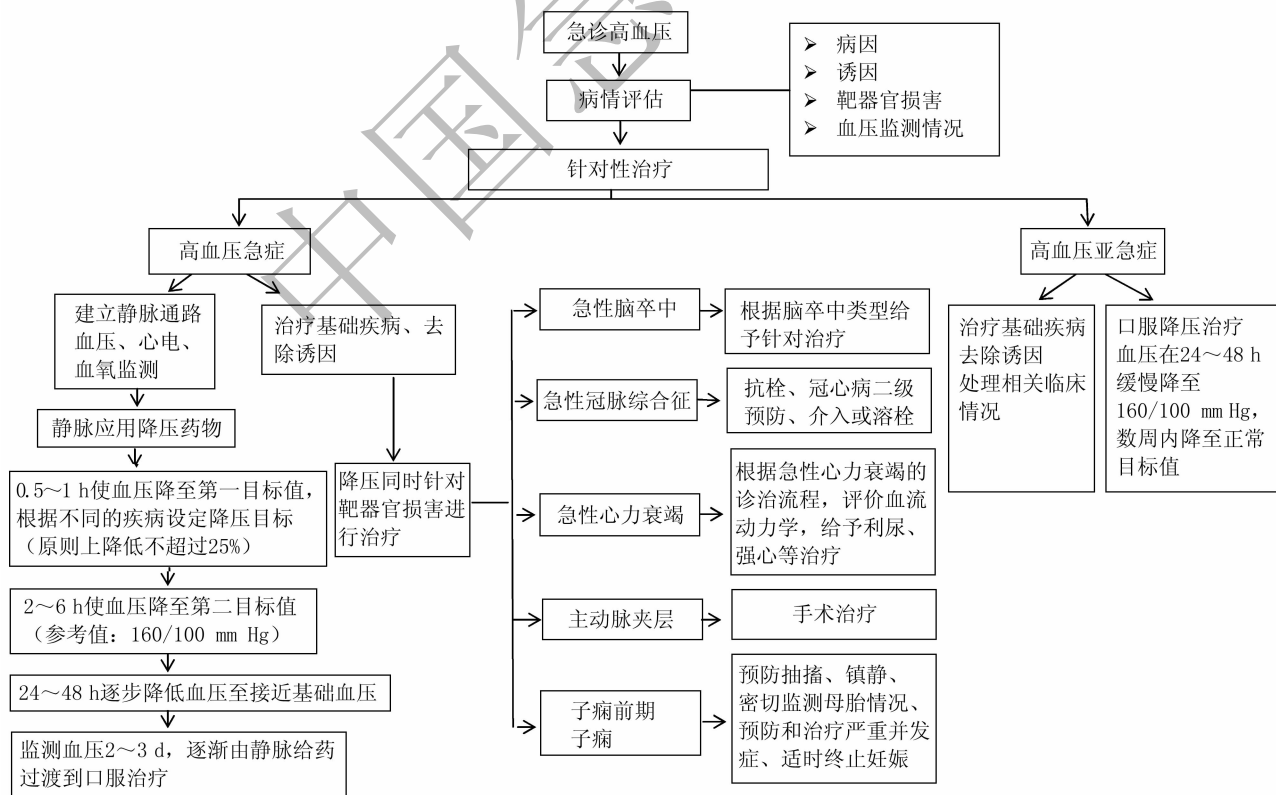 急诊高血压
病情评估
➢ 病因
➢ 诱因
➢ 靶器官损害
➢ 血压监测情况
针对性治疗
高血压急症
建立静脉通路
血压、心电、
血氧监测
静脉应用降压药物
0.5～1 h使血压降至第一目标值，
根据不同的疾病设定降压目标
（原则上降低不超过25%）
2～6 h使血压降至第二目标值
（参考值：160/100 mm Hg）
24～48 h逐步降低血压至接近基础血压
监测血压2～3 d，逐渐由静脉给药
过渡到口服治疗
治疗基础疾病、去
除诱因
降压同时针对
靶器官损害进
行治疗
急性脑卒中
根据脑卒中类型给
予针对治疗
急性冠脉综合征
抗栓、冠心病二级
预防、介入或溶栓
急性心力衰竭
根据急性心力衰竭的
诊治流程，评价血流
动力学，给予利尿、
强心等治疗
主动脉夹层
手术治疗
子痫前期
子痫
预防抽搐、镇静、
密切监测母胎情况、
预防和治疗严重并发
症、适时终止妊娠
高血压亚急症
治疗基础疾病
去除诱因
处理相关临床
情况
口服降压治疗
血压在24～48 h
缓慢降至
160/100 mm Hg，
数周内降至正常
目标值
中国急